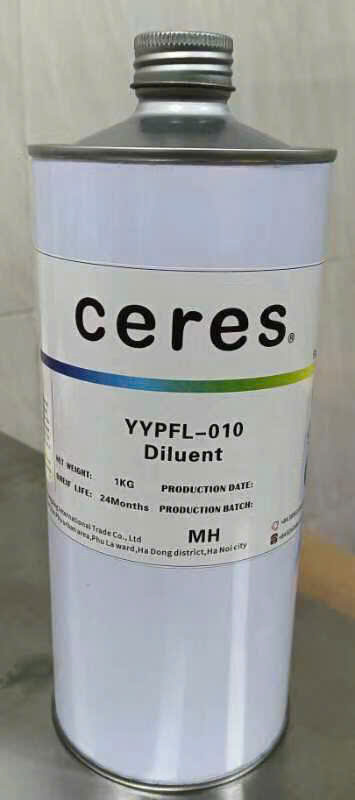 ceres®
YYPFL-010
Diluent
NET WEIGHT: 1KG PRODUCTION DATE:
SHELF LIFE: 24Months PRODUCTION BATCH:
International Trade Co., Ltd
area,Phu La ward,Ha Dong district,Ha Noi city
MH